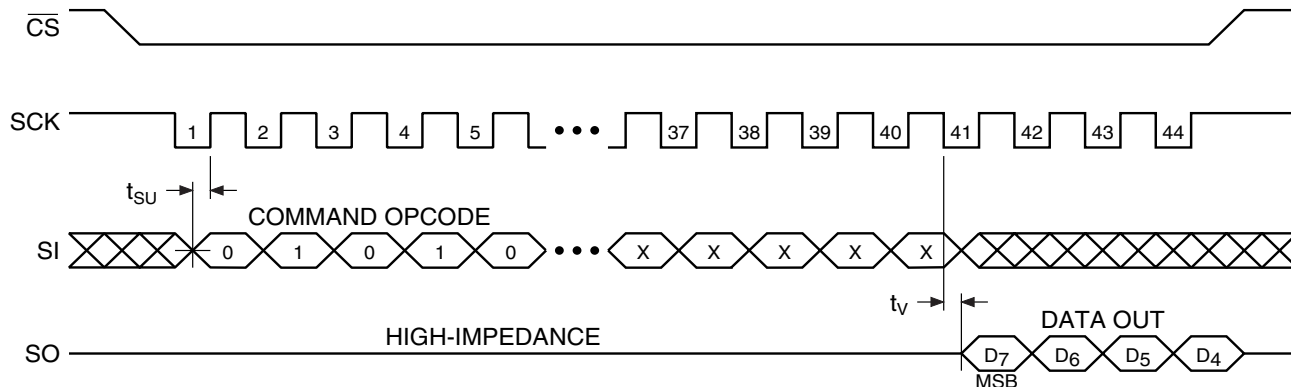 CS
SCK 1 2 3 4 5 ••• 37 38 39 40 41 42 43 44
tSU
COMMAND OPCODE
SI 0 1 0 1 0 ••• X X X X X
tV
HIGH-IMPEDANCE DATA OUT
SO D7 D6 D5 D4
MSB